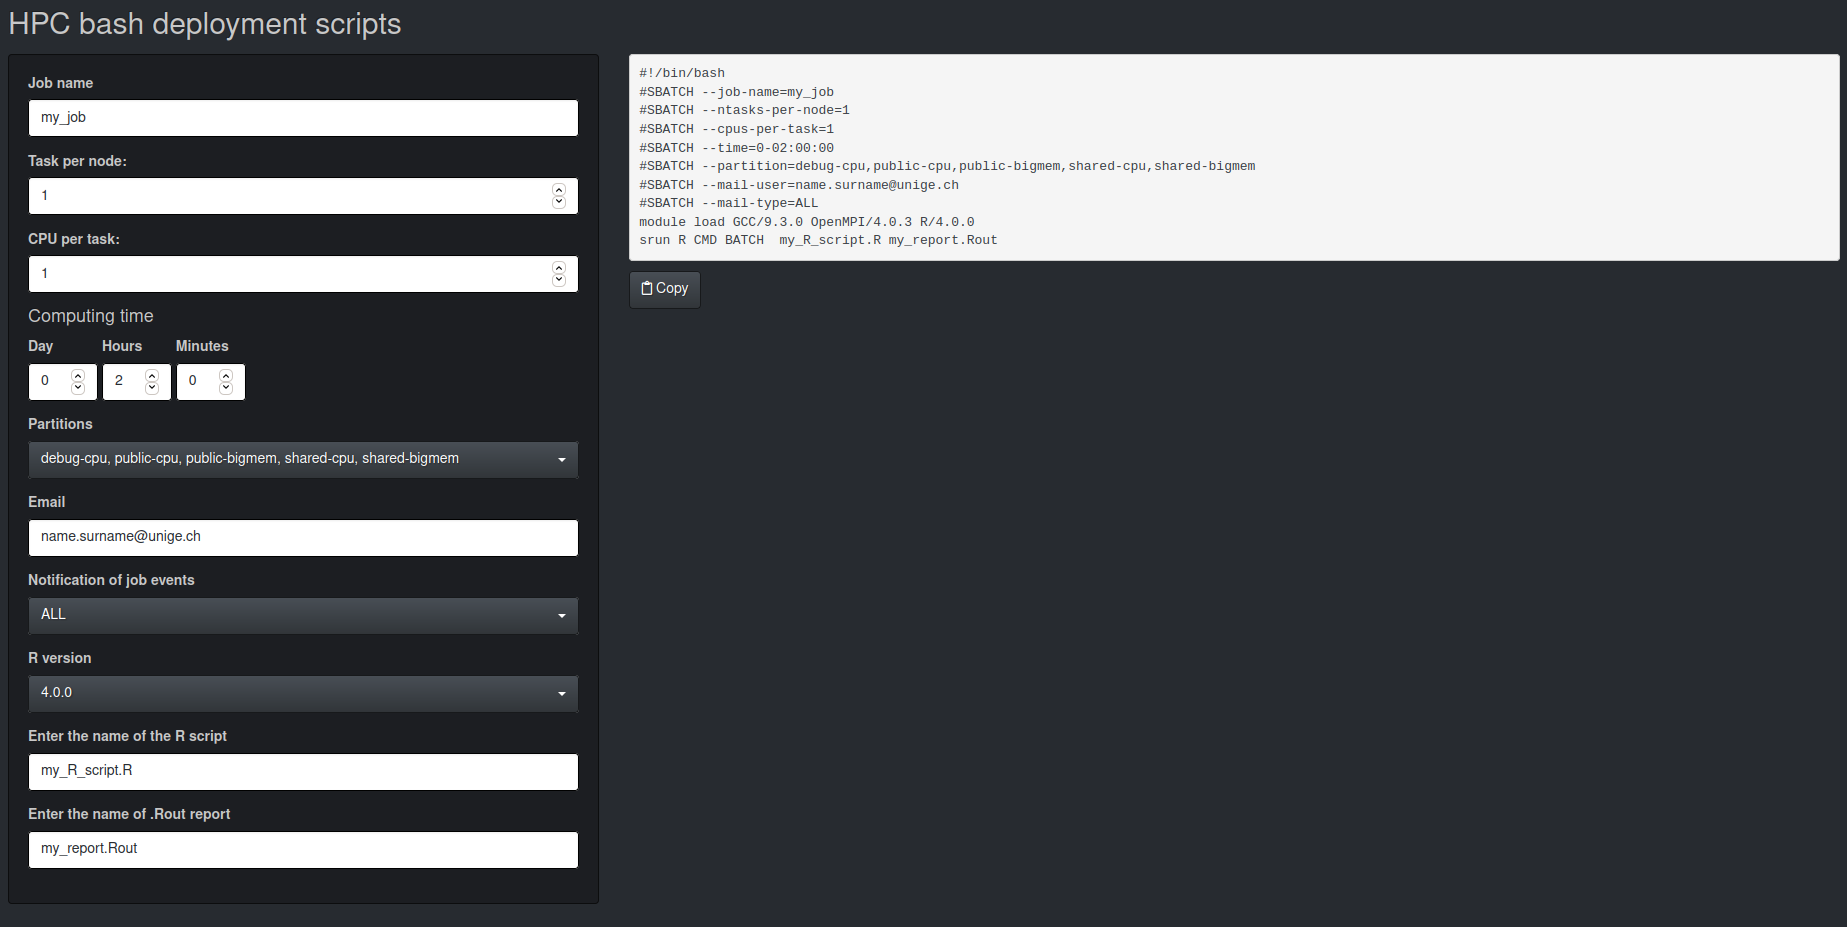 HPC bash deployment scripts
Job name
my_job
Task per node:
1
CPU per task:
1
Computing time
Day Hours Minutes
0 2 0
Partitions
debug-cpu, public-cpu, public-bigmem, shared-cpu, shared-bigmem
Email
name.surname@unige.ch
Notification of job events
ALL
R version
4.0.0
Enter the name of the R script
my_R_script.R
Enter the name of .Rout report
my_report.Rout
#!/bin/bash
#SBATCH --job-name=my_job
#SBATCH --ntasks-per-node=1
#SBATCH --cpus-per-task=1
#SBATCH --time=0-02:00:00
#SBATCH --partition=debug-cpu,public-cpu,public-bigmem,shared-cpu,shared-bigmem
#SBATCH --mail-user=name.surname@unige.ch
#SBATCH --mail-type=ALL
module load GCC/9.3.0 OpenMPI/4.0.3 R/4.0.0
srun R CMD BATCH  my_R_script.R my_report.Rout
Copy